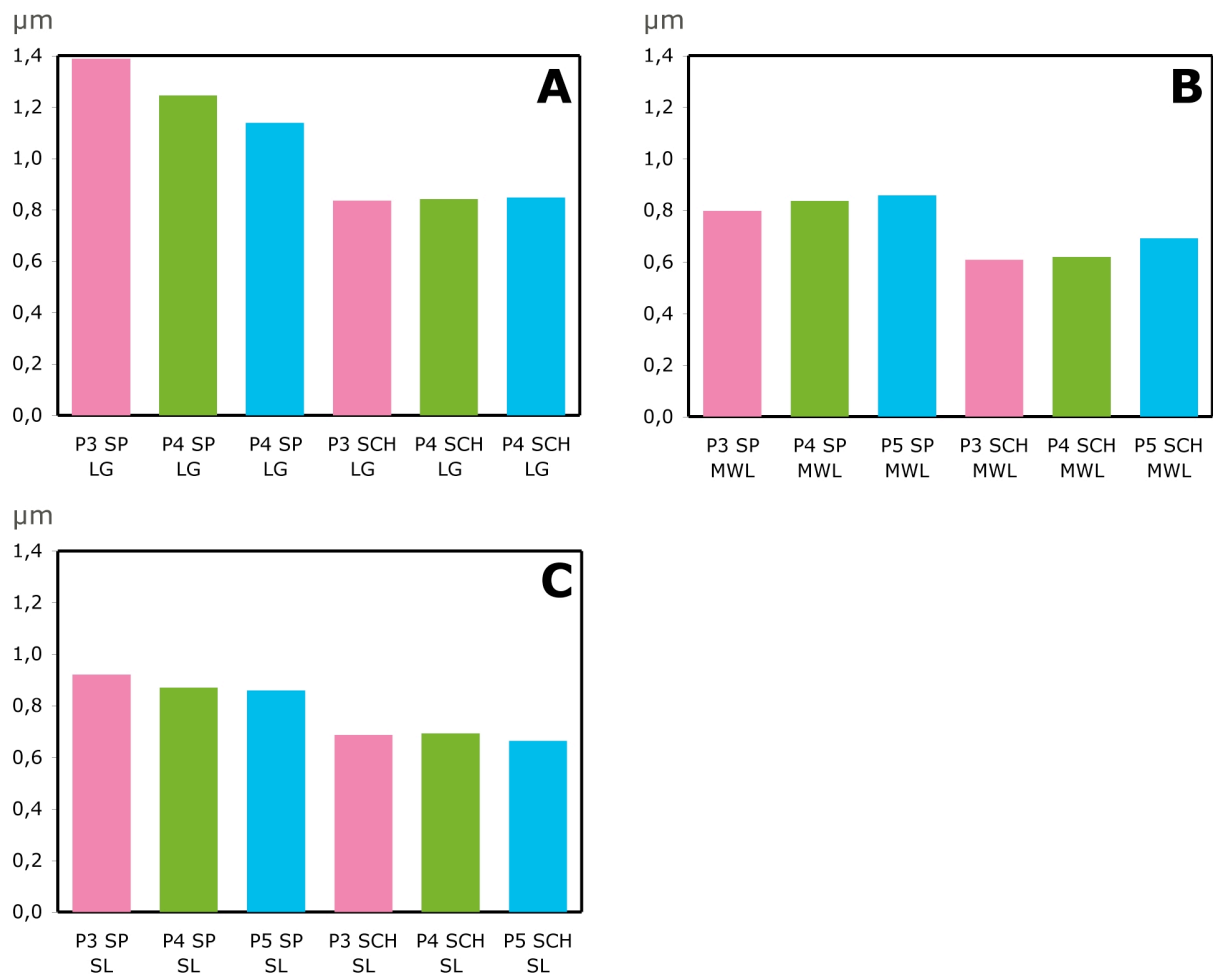 µm
1,4
1,2
1,0
0,8
0,6
0,4
0,2
0,0
A
P3 SP P4 SP P4 SP P3 SCH P4 SCH P4 SCH
LG LG LG LG LG LG
µm
1,4
1,2
1,0
0,8
0,6
0,4
0,2
0,0
B
P3 SP P4 SP P5 SP P3 SCH P4 SCH P5 SCH
MWL MWL MWL MWL MWL MWL
µm
1,4
1,2
1,0
0,8
0,6
0,4
0,2
0,0
C
P3 SP P4 SP P5 SP P3 SCH P4 SCH P5 SCH
SL SL SL SL SL SL